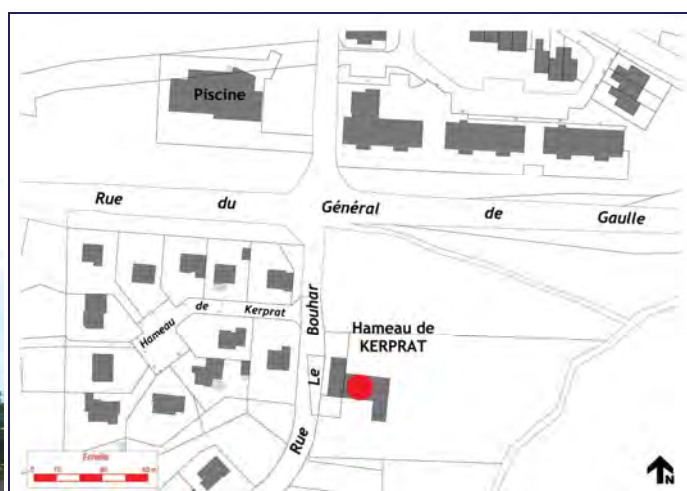 Piscine
Rue du Général de Gaulle
Hameau de Kerprat
Rue Le Bouhar
Hameau de
KERPRAT
Echelle
N